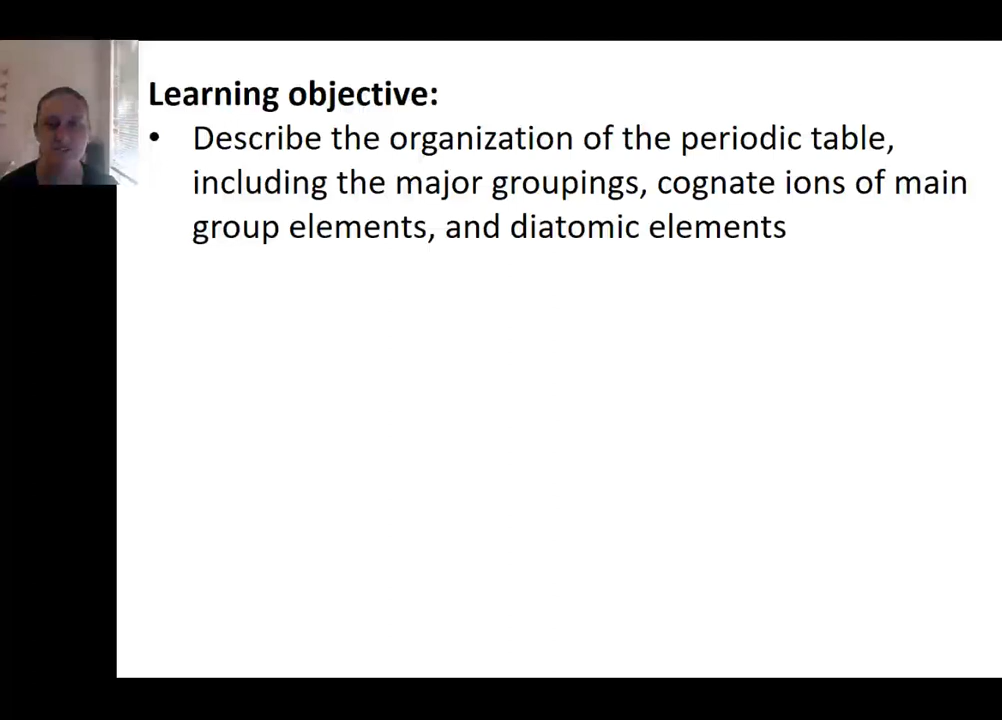 Learning objective:
• Describe the organization of the periodic table,
including the major groupings, cognate ions of main
group elements, and diatomic elements